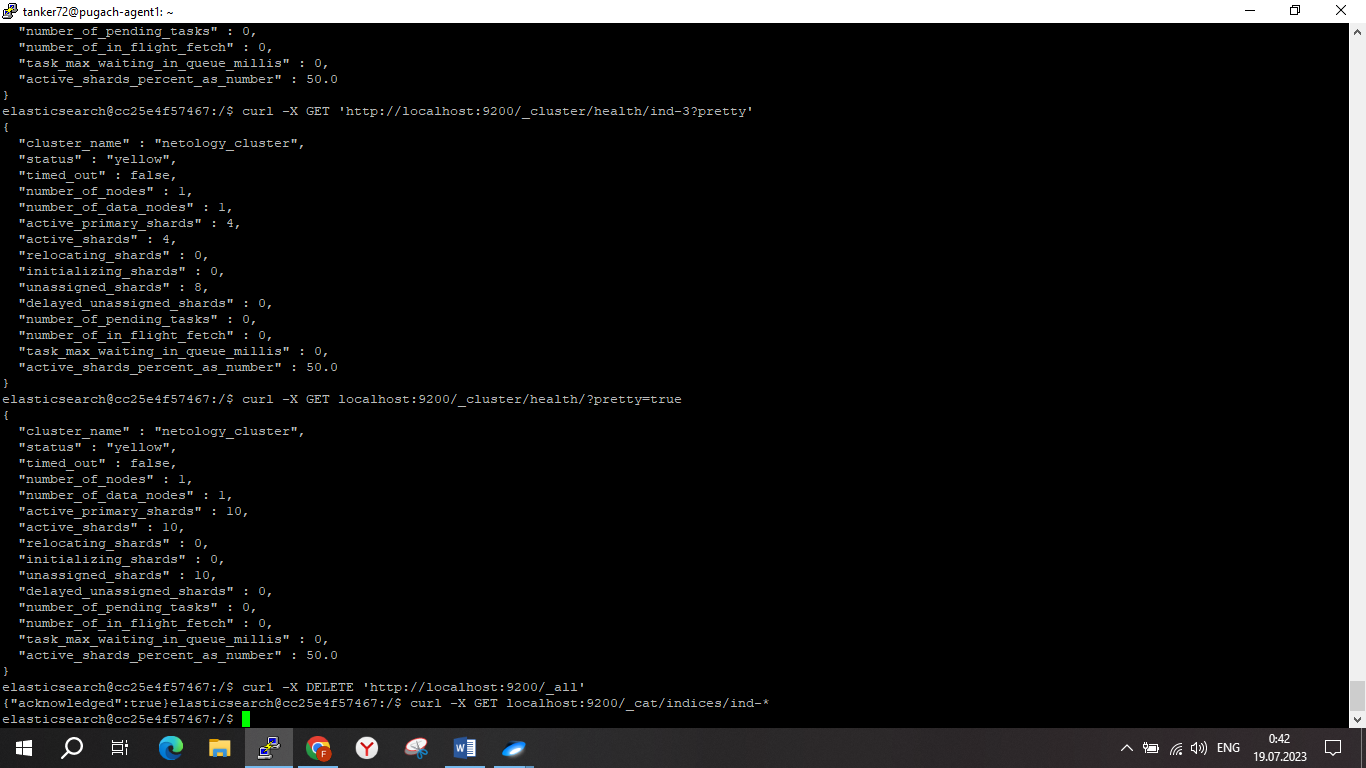 tanker72@pugach-agent1: ~
"number_of_pending_tasks" : 0,
"number_of_in_flight_fetch" : 0,
"task_max_waiting_in_queue_millis" : 0,
"active_shards_percent_as_number" : 50.0
}
elasticsearch@cc25e4f57467:/$ curl -X GET 'http://localhost:9200/_cluster/health/ind-3?pretty'
{
"cluster_name" : "netology_cluster",
"status" : "yellow",
"timed_out" : false,
"number_of_nodes" : 1,
"number_of_data_nodes" : 1,
"active_primary_shards" : 4,
"active_shards" : 4,
"relocating_shards" : 0,
"initializing_shards" : 0,
"unassigned_shards" : 8,
"delayed_unassigned_shards" : 0,
"number_of_pending_tasks" : 0,
"number_of_in_flight_fetch" : 0,
"task_max_waiting_in_queue_millis" : 0,
"active_shards_percent_as_number" : 50.0
}
elasticsearch@cc25e4f57467:/$ curl -X GET localhost:9200/_cluster/health/?pretty=true
{
"cluster_name" : "netology_cluster",
"status" : "yellow",
"timed_out" : false,
"number_of_nodes" : 1,
"number_of_data_nodes" : 1,
"active_primary_shards" : 10,
"active_shards" : 10,
"relocating_shards" : 0,
"initializing_shards" : 0,
"unassigned_shards" : 10,
"delayed_unassigned_shards" : 0,
"number_of_pending_tasks" : 0,
"number_of_in_flight_fetch" : 0,
"task_max_waiting_in_queue_millis" : 0,
"active_shards_percent_as_number" : 50.0
}
elasticsearch@cc25e4f57467:/$ curl -X DELETE 'http://localhost:9200/_all'
{"acknowledged":true}elasticsearch@cc25e4f57467:/$ curl -X GET localhost:9200/_cat/indices/ind-*
elasticsearch@cc25e4f57467:/$
ENG
0:42
19.07.2023